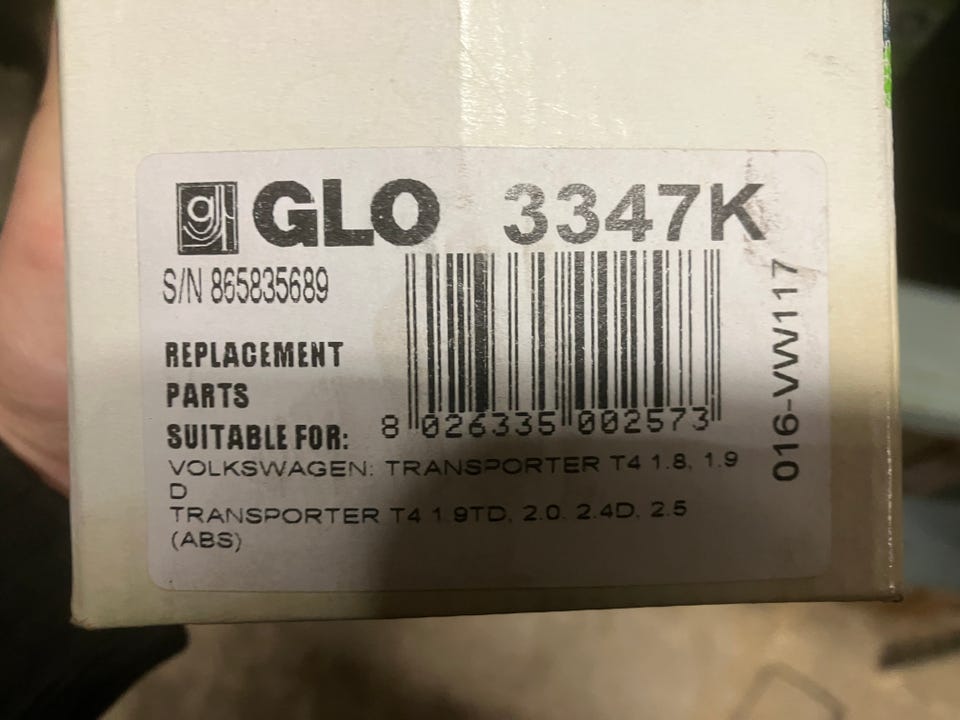 GLO 3347K
S/N 865835689
REPLACEMENT
PARTS
SUITABLE FOR:
8 026335 002573
VOLKSWAGEN: TRANSPORTER T4 1.8, 1.9
D
TRANSPORTER T4 1.9TD, 2.0. 2.4D, 2.5
(ABS)
016-VW117